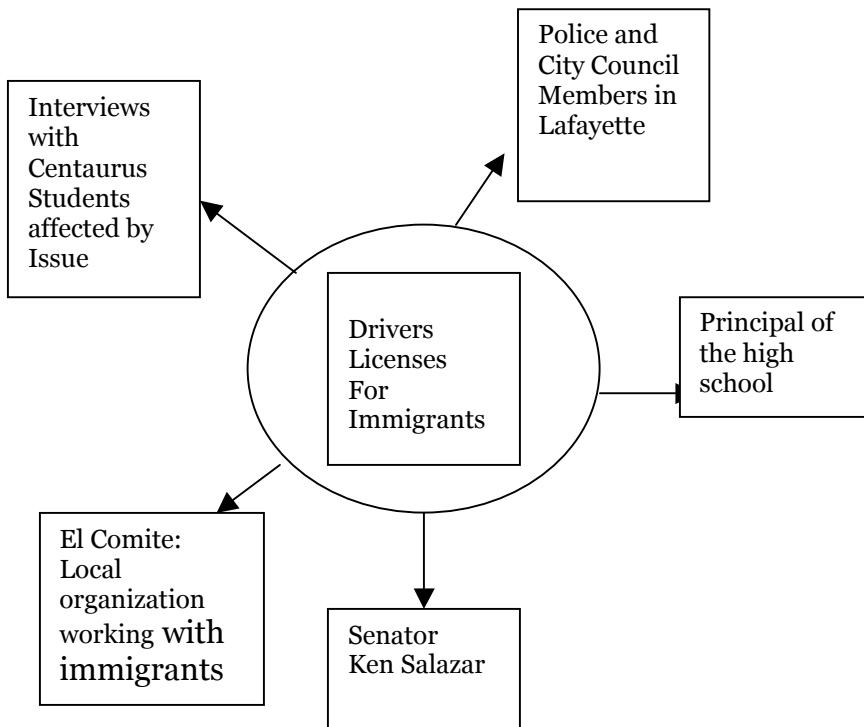 Police and
City Council
Members in
Lafayette
Interviews
with
Centaurus
Students
affected by
Issue
Drivers
Licenses
For
Immigrants
Principal of
the high
school
El Comite:
Local
organization
working with
immigrants
Senator
Ken Salazar